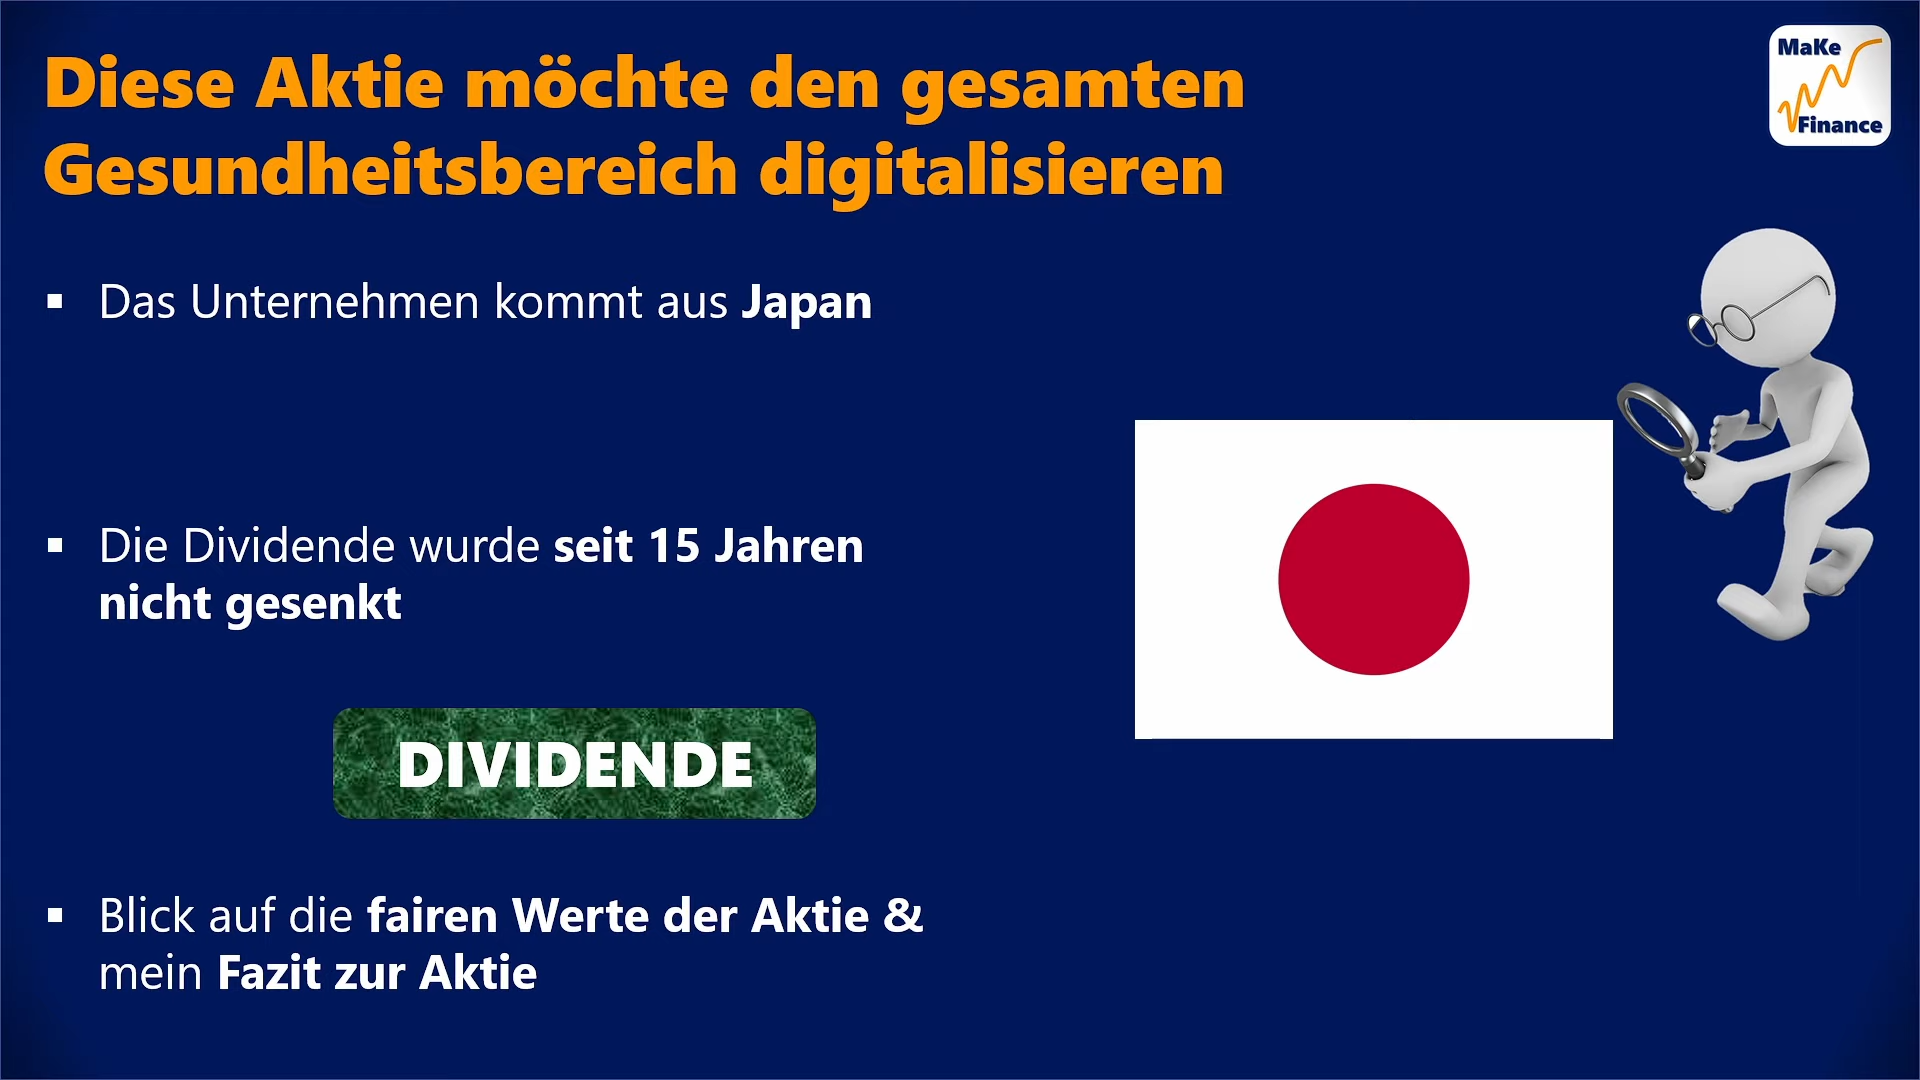 Diese Aktie möchte den gesamten
Gesundheitsbereich digitalisieren
MaKe
Finance
▪ Das Unternehmen kommt aus Japan
▪ Die Dividende wurde seit 15 Jahren
nicht gesenkt
DIVIDENDE
▪ Blick auf die fairen Werte der Aktie &
mein Fazit zur Aktie